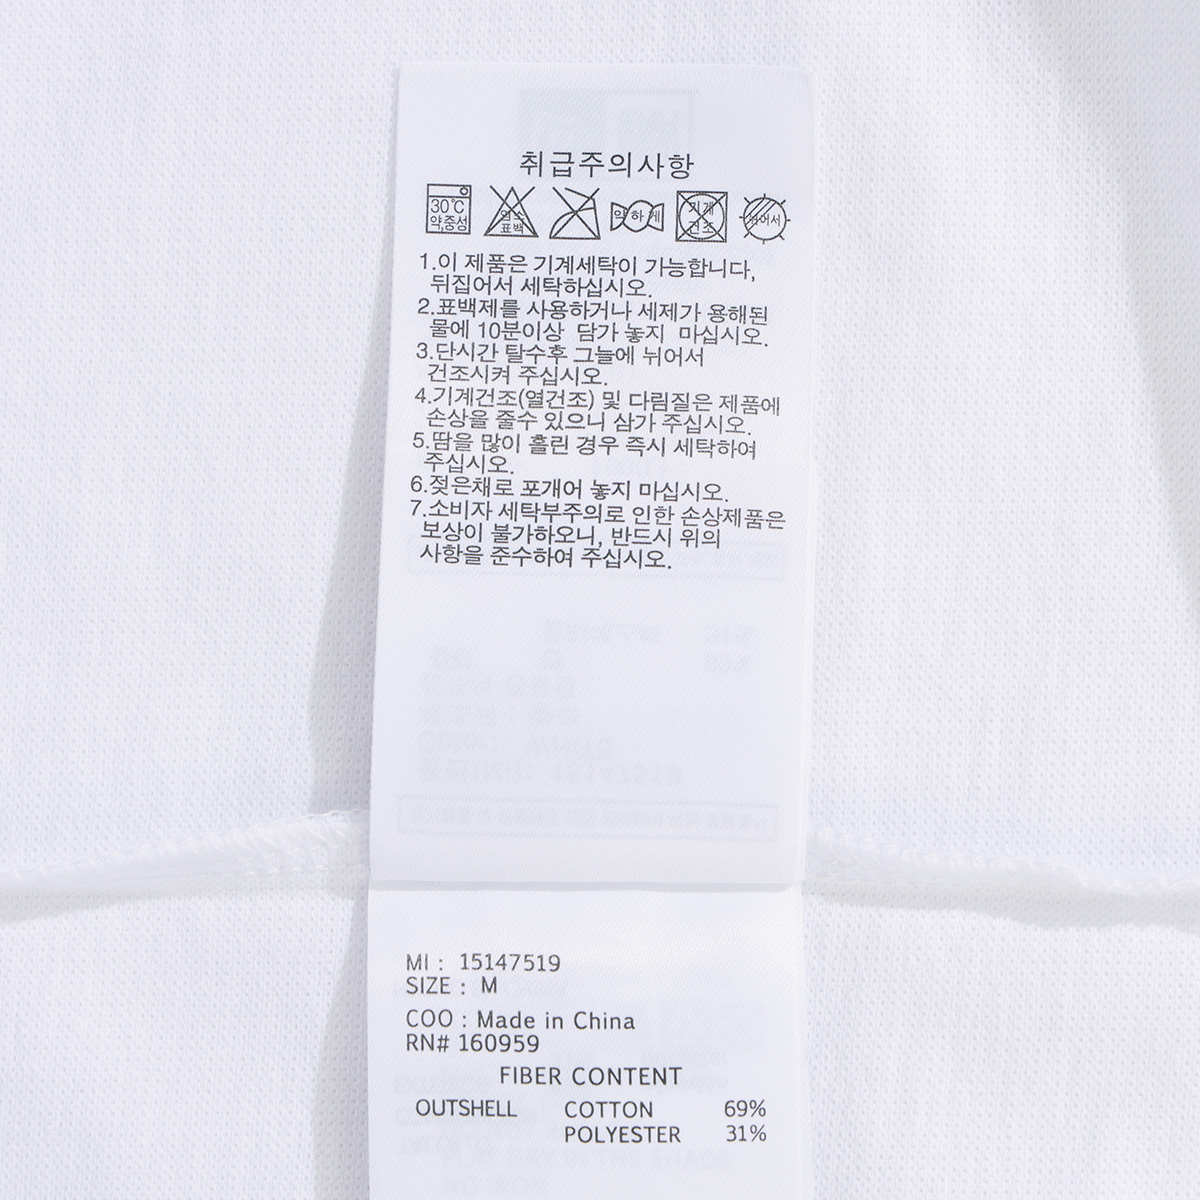 취급주의사항
30℃ 약,중성
염소 표백
약하게
기계 건조
뉘어서
1.이 제품은 기계세탁이 가능합니다,
뒤집어서 세탁하십시오.
2.표백제를 사용하거나 세제가 용해된
물에 10분이상 담가 놓지 마십시오.
3.단시간 탈수후 그늘에 뉘어서
건조시켜 주십시오.
4.기계건조(열건조) 및 다림질은 제품에
손상을 줄수 있으니 삼가 주십시오.
5.땀을 많이 흘린 경우 즉시 세탁하여
주십시오.
6.젖은채로 포개어 놓지 마십시오.
7.소비자 세탁부주의로 인한 손상제품은
보상이 불가하오니, 반드시 위의
사항을 준수하여 주십시오.
MI : 15147519
SIZE : M
COO : Made in China
RN# 160959
FIBER CONTENT
OUTSHELL COTTON 69%
POLYESTER 31%